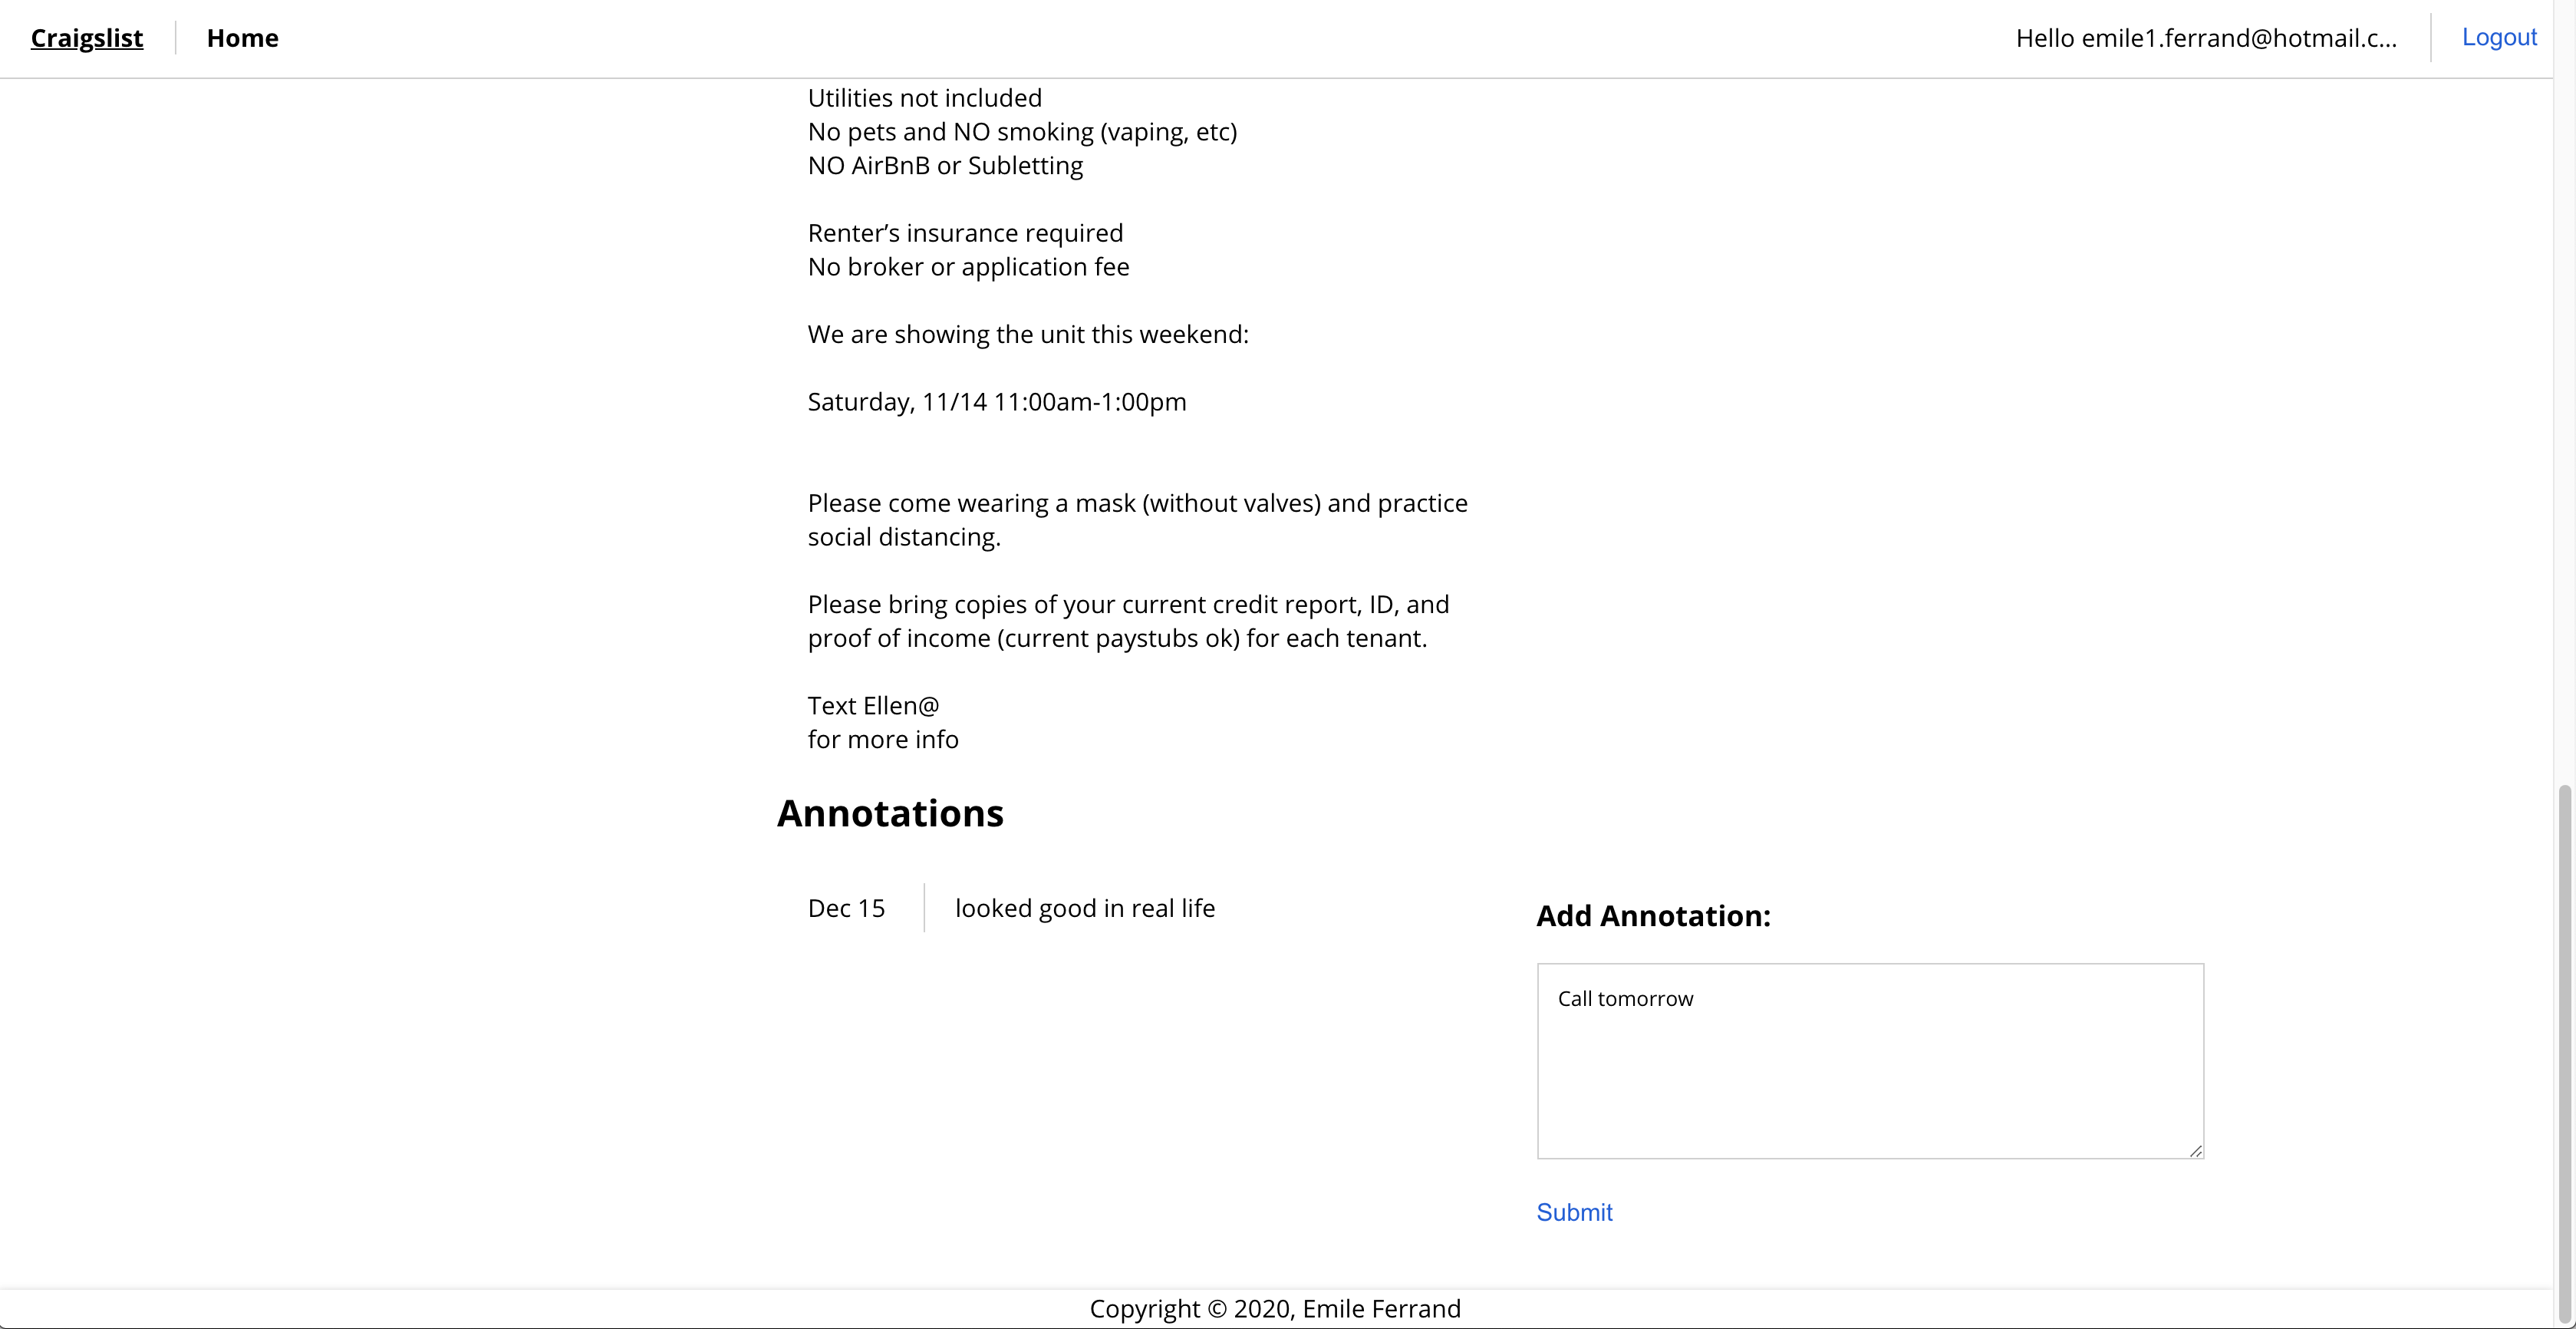 Craigslist
Home
Hello emile1.ferrand@hotmail.c...
Logout
Utilities not included
No pets and NO smoking (vaping, etc)
NO AirBnB or Subletting
Renter’s insurance required
No broker or application fee
We are showing the unit this weekend:
Saturday, 11/14 11:00am-1:00pm
Please come wearing a mask (without valves) and practice
social distancing.
Please bring copies of your current credit report, ID, and
proof of income (current paystubs ok) for each tenant.
Text Ellen@
for more info
Annotations
Dec 15
looked good in real life
Add Annotation:
Call tomorrow
Submit
Copyright © 2020, Emile Ferrand